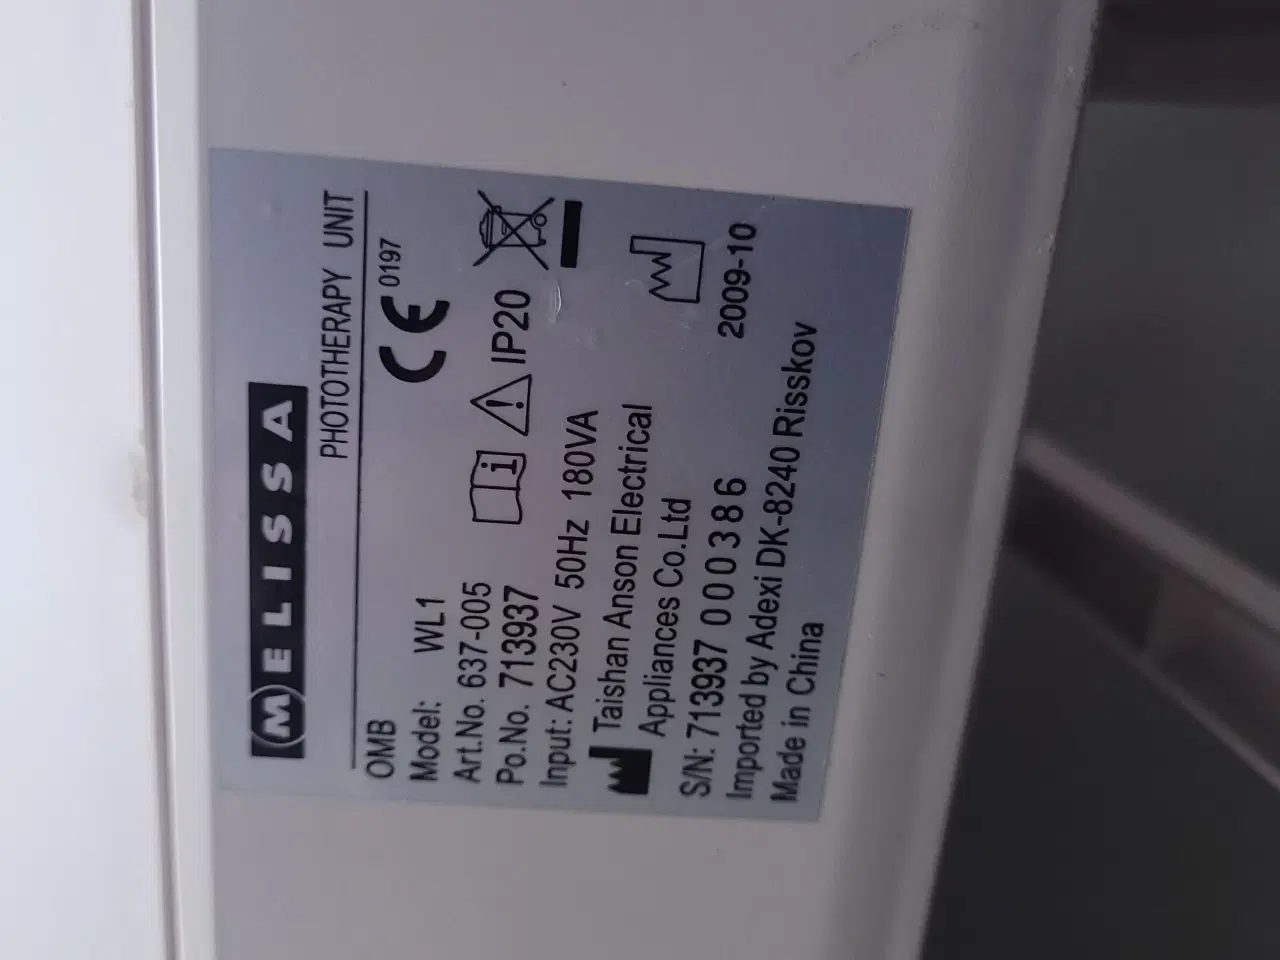 MELISSA
PHOTOTHERAPY UNIT
OMB
Model: WL1
CE 0197
Art.No. 637-005
Po.No. 713937
i
IP20
Input: AC230V 50Hz 180VA
Taishan Anson Electrical
Appliances Co.Ltd
S/N: 713937 000386
2009-10
Imported by Adexi DK-8240 Risskov
Made in China